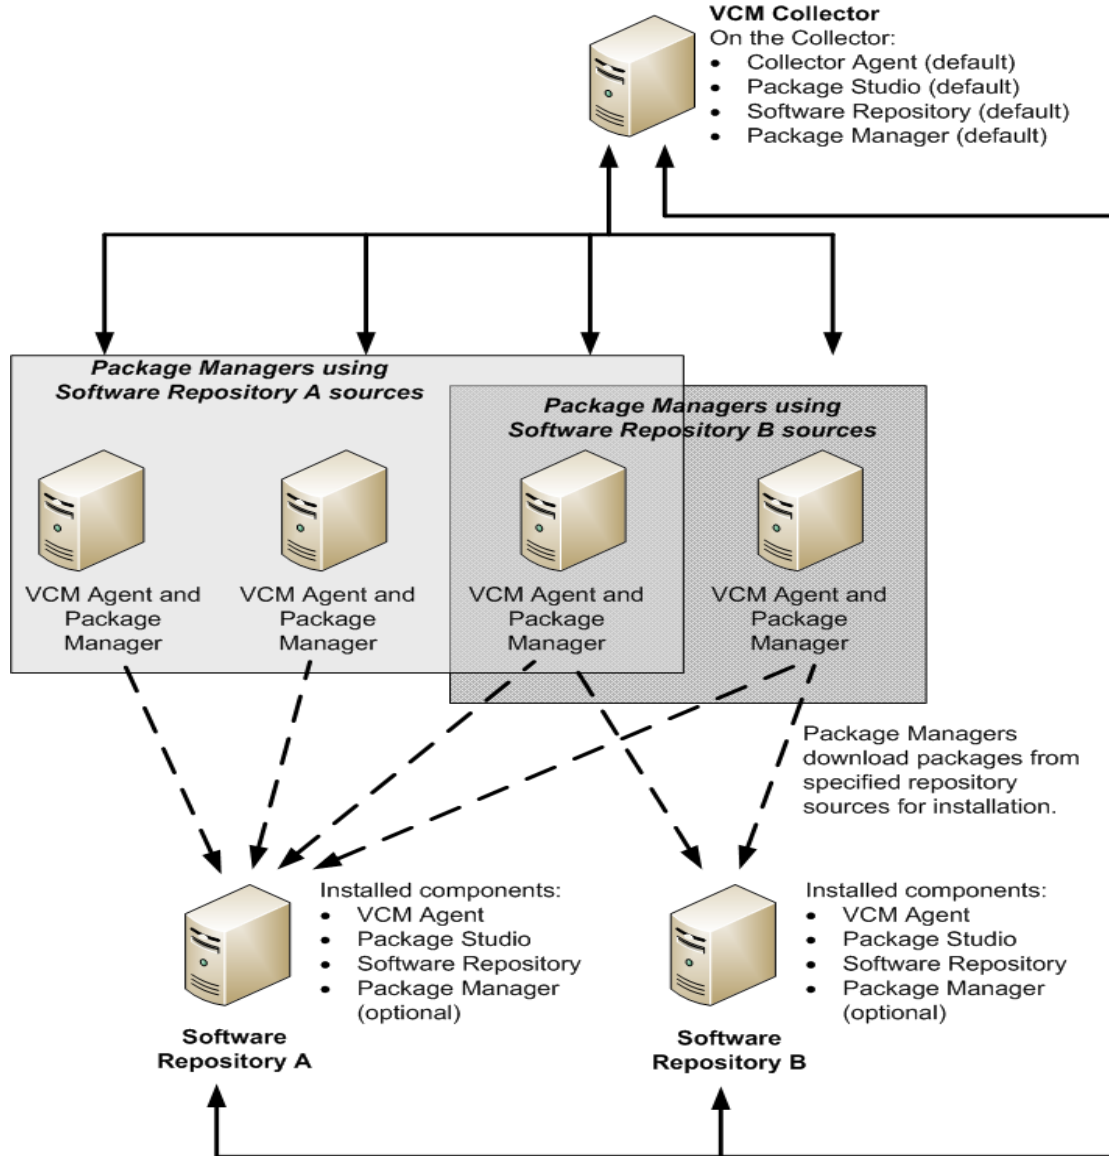 VCM Collector
On the Collector:
• Collector Agent (default)
• Package Studio (default)
• Software Repository (default)
• Package Manager (default)
Package Managers using
Software Repository A sources
Package Managers using
Software Repository B sources
VCM Agent and
Package
Manager
VCM Agent and
Package
Manager
VCM Agent and
Package
Manager
VCM Agent and
Package
Manager
Package Managers
download packages from
specified repository
sources for installation.
Installed components:
• VCM Agent
• Package Studio
• Software Repository
• Package Manager
(optional)
Software
Repository A
Installed components:
• VCM Agent
• Package Studio
• Software Repository
• Package Manager
(optional)
Software
Repository B